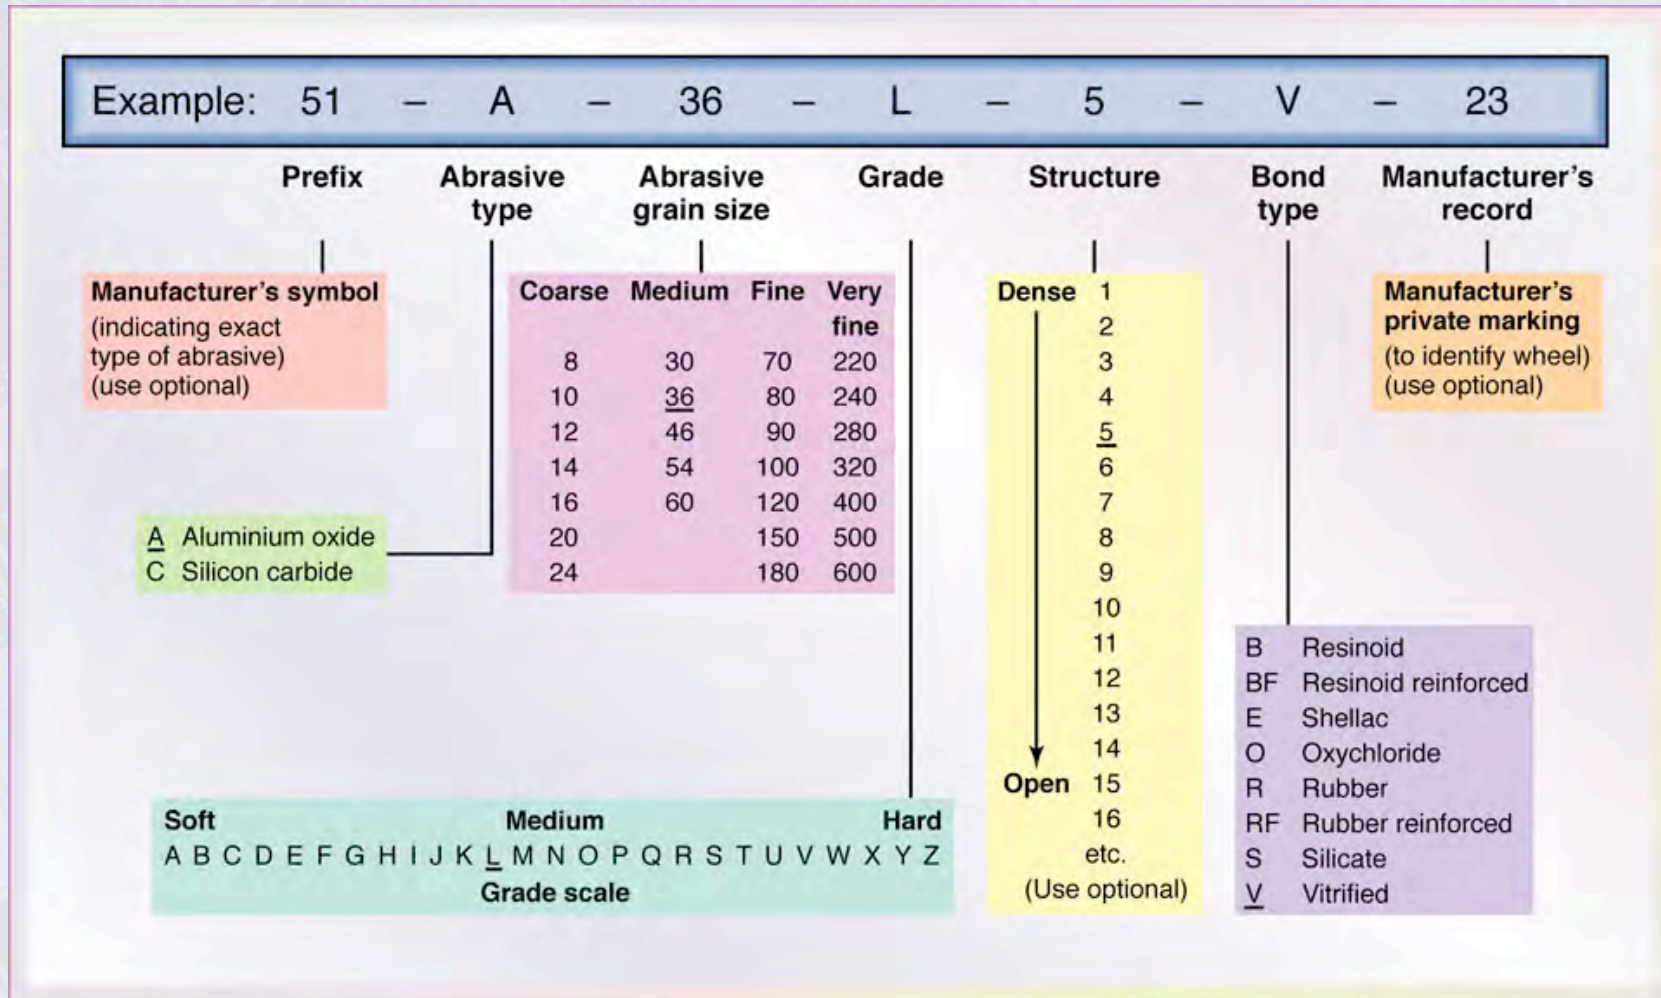 Example: 51 – A – 36 – L – 5 – V – 23
Prefix
Abrasive
type
Abrasive
grain size
Grade
Structure
Bond
type
Manufacturer's
record
Manufacturer's symbol
(indicating exact
type of abrasive)
(use optional)
A Aluminium oxide
C Silicon carbide
Coarse Medium Fine Very
fine
8 30 70 220
10 36 80 240
12 46 90 280
14 54 100 320
16 60 120 400
20 150 500
24 180 600
Soft Medium Hard
A B C D E F G H I J K L M N O P Q R S T U V W X Y Z
Grade scale
Dense 1
2
3
4
5
6
7
8
9
10
11
12
13
14
Open 15
16
etc.
(Use optional)
B Resinoid
BF Resinoid reinforced
E Shellac
O Oxychloride
R Rubber
RF Rubber reinforced
S Silicate
V Vitrified
Manufacturer's
private marking
(to identify wheel)
(use optional)